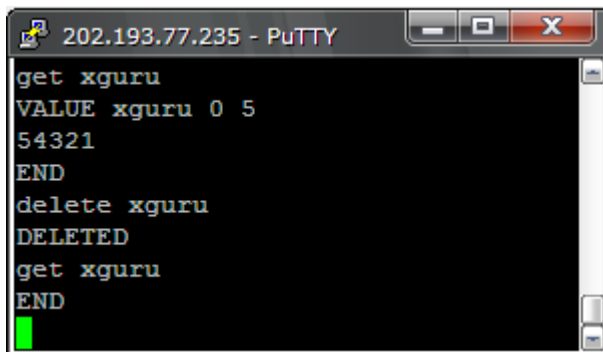 202.193.77.235 - PuTTY
get xguru
VALUE xguru 0 5
54321
END
delete xguru
DELETED
get xguru
END